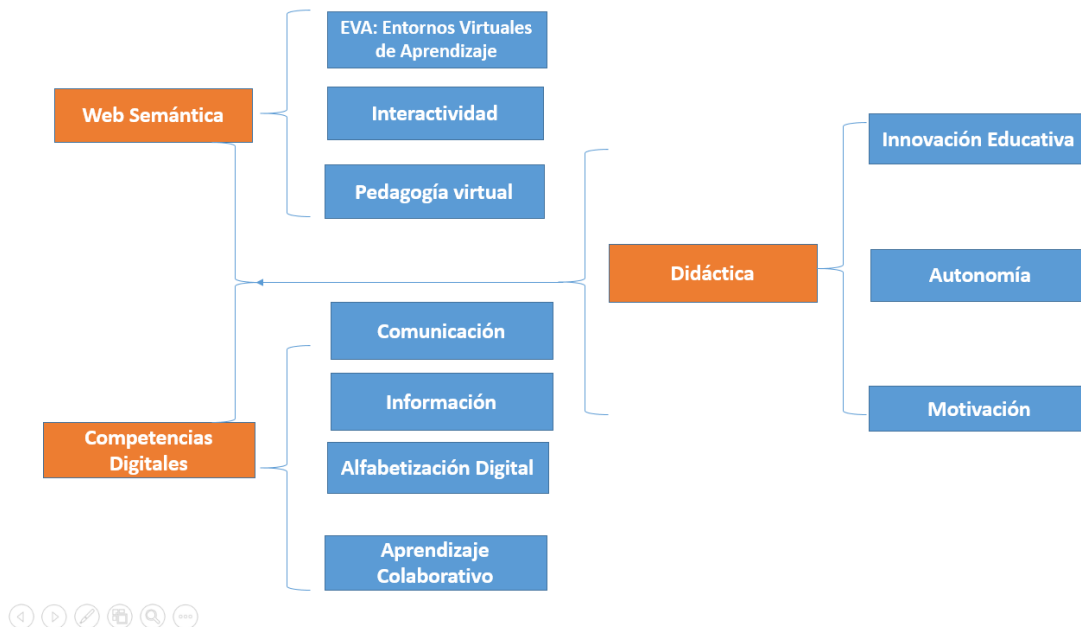 EVA: Entornos Virtuales
de Aprendizaje
Web Semántica
Interactividad
Pedagogía virtual
Innovación Educativa
Didáctica
Autonomía
Motivación
Comunicación
Información
Competencias
Digitales
Alfabetización Digital
Aprendizaje
Colaborativo